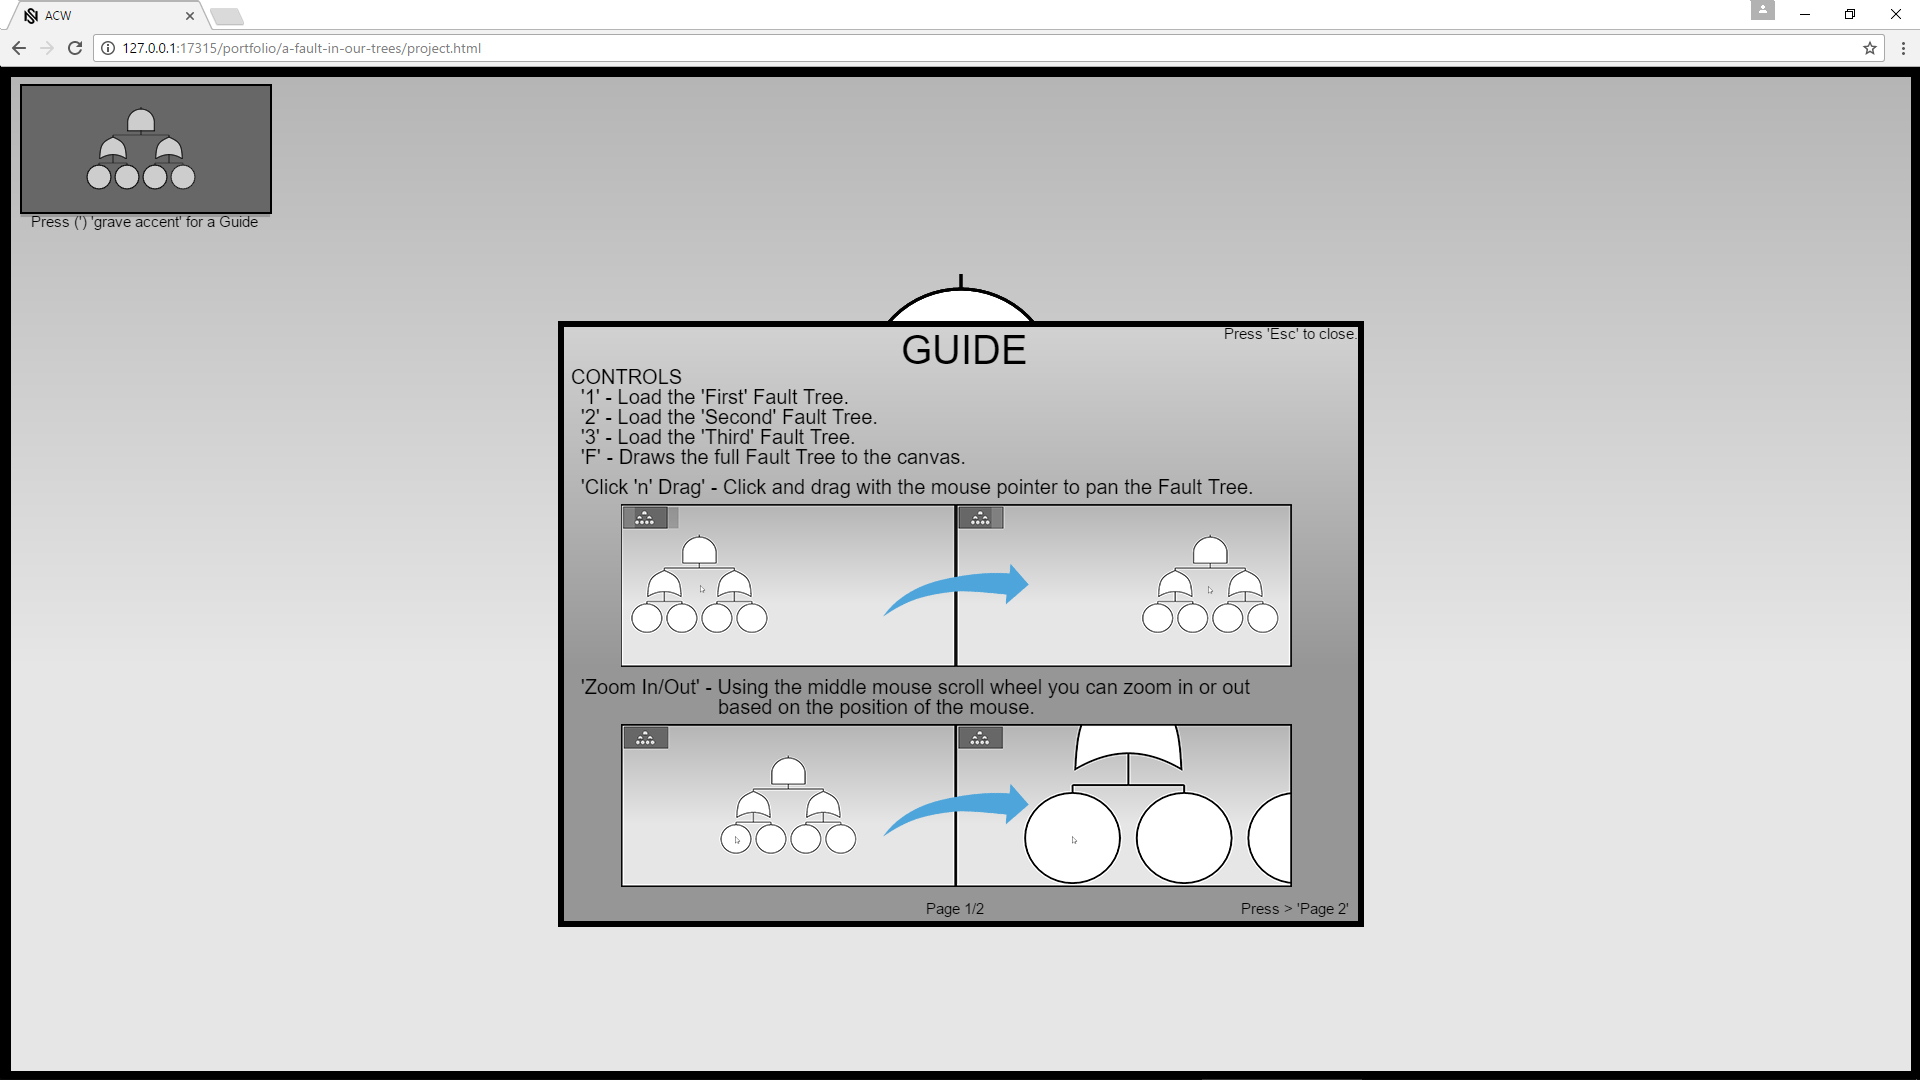 ACW
127.0.0.1:17315/portfolio/a-fault-in-our-trees/project.html
Press (') 'grave accent' for a Guide
GUIDE
Press 'Esc' to close.
CONTROLS
'1' - Load the 'First' Fault Tree.
'2' - Load the 'Second' Fault Tree.
'3' - Load the 'Third' Fault Tree.
'F' - Draws the full Fault Tree to the canvas.
'Click 'n' Drag' - Click and drag with the mouse pointer to pan the Fault Tree.
'Zoom In/Out' - Using the middle mouse scroll wheel you can zoom in or out
based on the position of the mouse.
Page 1/2
Press > 'Page 2'